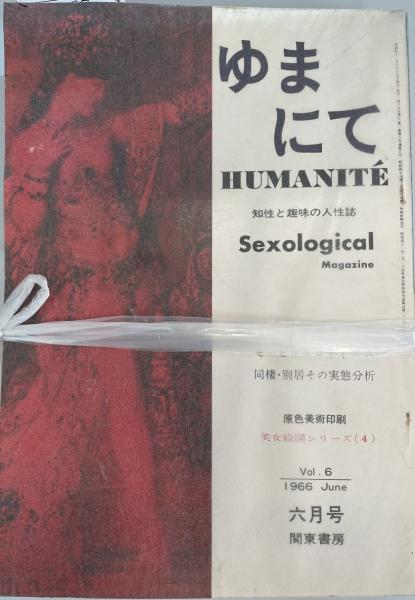 ゆま
にて
HUMANITÉ
知性と趣味の人性誌
Sexological
Magazine
同棲・別居その実態分析
原色美術印刷
美女絵図シリーズ(4)
Vol. 6
1966 June
六月号
関東書房